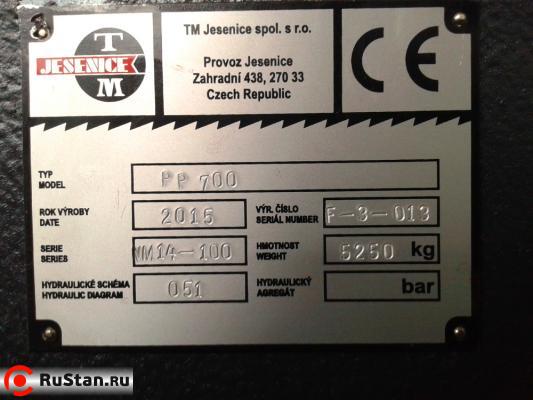 T
JESENICE
M
TM Jesenice spol. s r.o.
Provoz Jesenice
Zahradní 438, 270 33
Czech Republic
CE
TYP
MODEL
PP 700
ROK VÝROBY
DATE
2015
VÝR. ČÍSLO
SERIAL NUMBER
F-3-013
SERIE
SERIES
WM14-100
HMOTNOST
WEIGHT
5250 kg
HYDRAULICKÉ SCHÉMA
HYDRAULIC DIAGRAM
051
HYDRAULICKÝ
AGREGÁT
bar
RuStan.ru